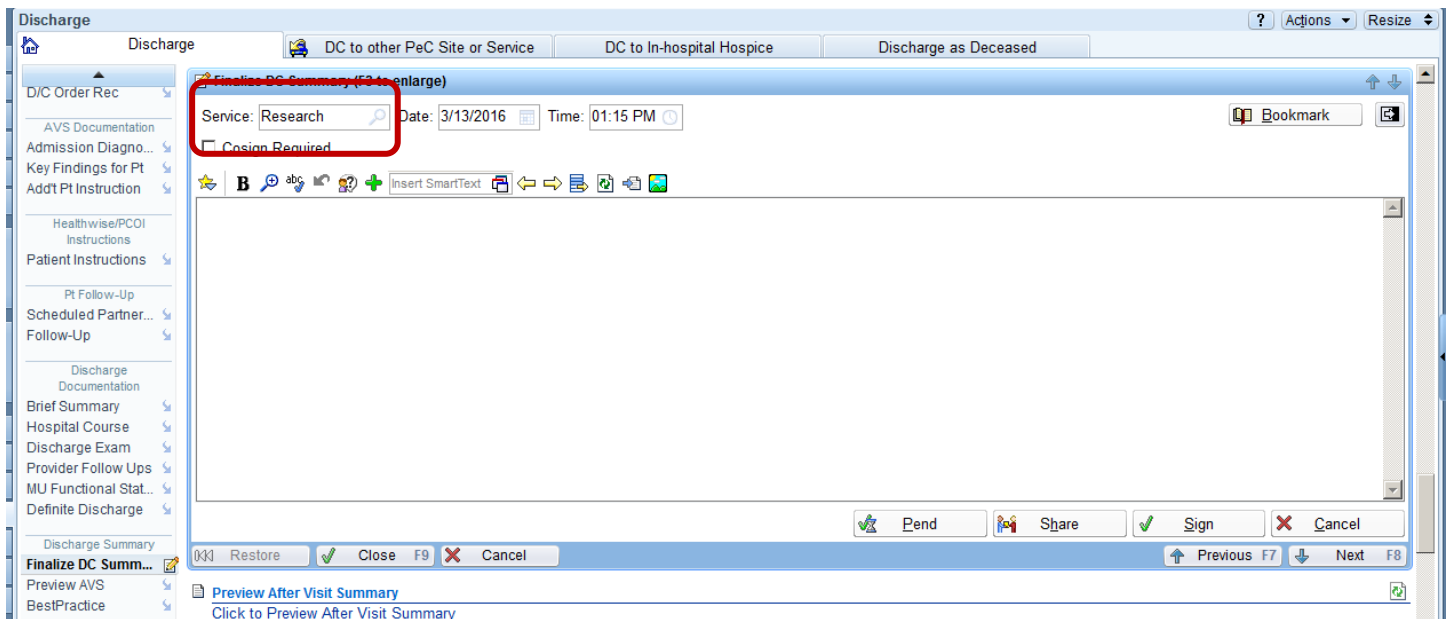 Discharge
? Actions Resize
Discharge
DC to other PeC Site or Service
DC to In-hospital Hospice
Discharge as Deceased
D/C Order Rec
AVS Documentation
Admission Diagno...
Key Findings for Pt
Add't Pt Instruction
Healthwise/PCOI
Instructions
Patient Instructions
Pt Follow-Up
Scheduled Partner...
Follow-Up
Discharge
Documentation
Brief Summary
Hospital Course
Discharge Exam
Provider Follow Ups
MU Functional Stat...
Definite Discharge
Discharge Summary
Finalize DC Summ...
Preview AVS
BestPractice
Finalize DC Summary (F3 to enlarge)
Service: Research Date: 3/13/2016 Time: 01:15 PM
Bookmark
Cosign Required
B abc Insert SmartText
Pend Share Sign Cancel
Restore Close F9 Cancel
Previous F7 Next F8
Preview After Visit Summary
Click to Preview After Visit Summary